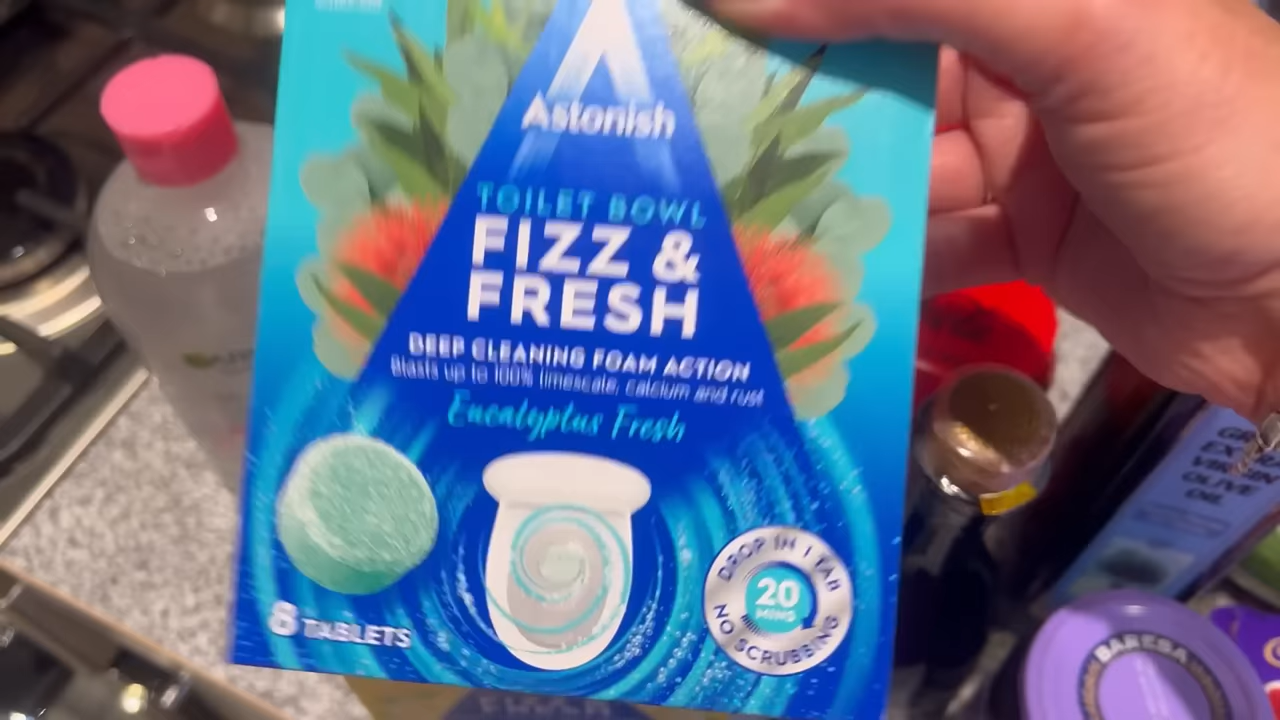 Astonish
TOILET BOWL
FIZZ &
FRESH
DEEP CLEANING FOAM ACTION
Blasts up to 100% limescale, calcium and rust
Eucalyptus Fresh
8 TABLETS
DROP IN 1 TAB
20
MINS
NO SCRUBBING
EXTRA
VIRGIN
OLIVE
OIL
BAREBA